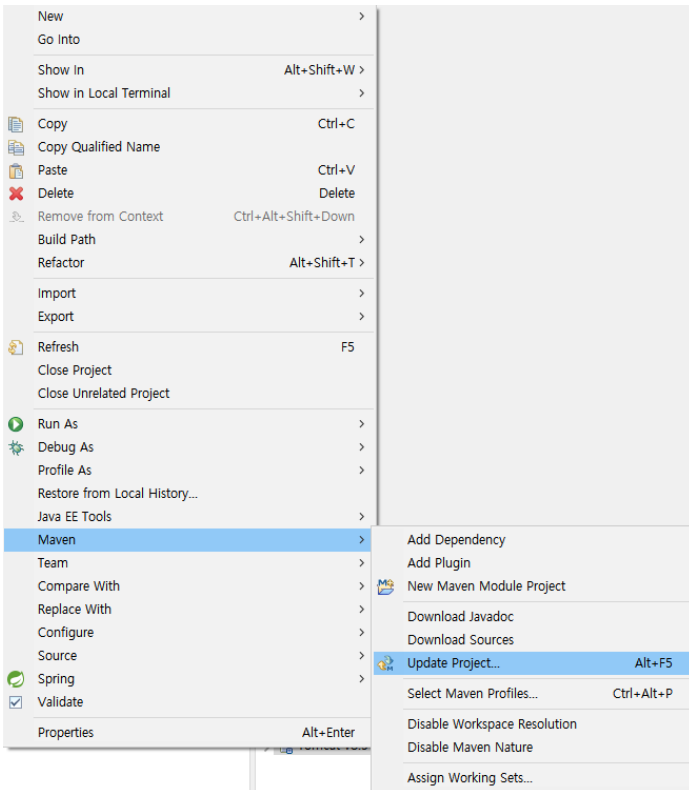 New
Go Into
Show In Alt+Shift+W
Show in Local Terminal
Copy Ctrl+C
Copy Qualified Name
Paste Ctrl+V
Delete Delete
Remove from Context Ctrl+Alt+Shift+Down
Build Path
Refactor Alt+Shift+T
Import
Export
Refresh F5
Close Project
Close Unrelated Project
Run As
Debug As
Profile As
Restore from Local History...
Java EE Tools
Maven
Team
Compare With
Replace With
Configure
Source
Spring
Validate
Properties Alt+Enter
Add Dependency
Add Plugin
New Maven Module Project
Download Javadoc
Download Sources
Update Project... Alt+F5
Select Maven Profiles... Ctrl+Alt+P
Disable Workspace Resolution
Disable Maven Nature
Assign Working Sets...